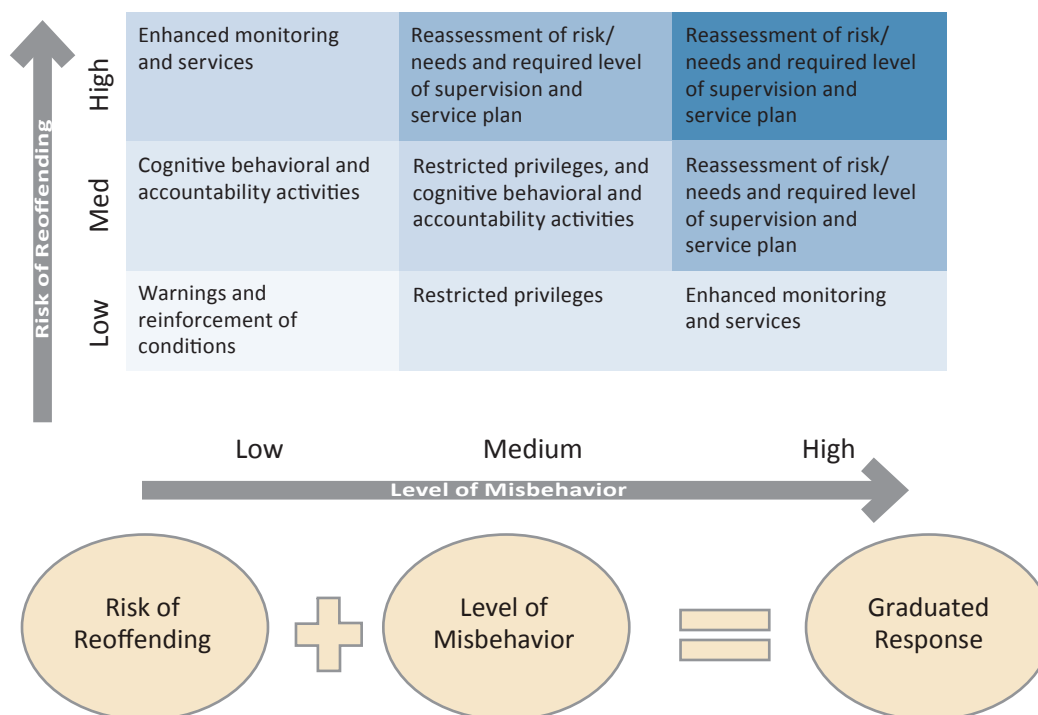 Risk of Reoffending
High
Enhanced monitoring
and services
Reassessment of risk/
needs and required level
of supervision and
service plan
Reassessment of risk/
needs and required level
of supervision and
service plan
Med
Cognitive behavioral and
accountability activities
Restricted privileges, and
cognitive behavioral and
accountability activities
Reassessment of risk/
needs and required level
of supervision and
service plan
Low
Warnings and
reinforcement of
conditions
Restricted privileges
Enhanced monitoring
and services
Low
Medium
High
Level of Misbehavior
Risk of
Reoffending
Level of
Misbehavior
Graduated
Response